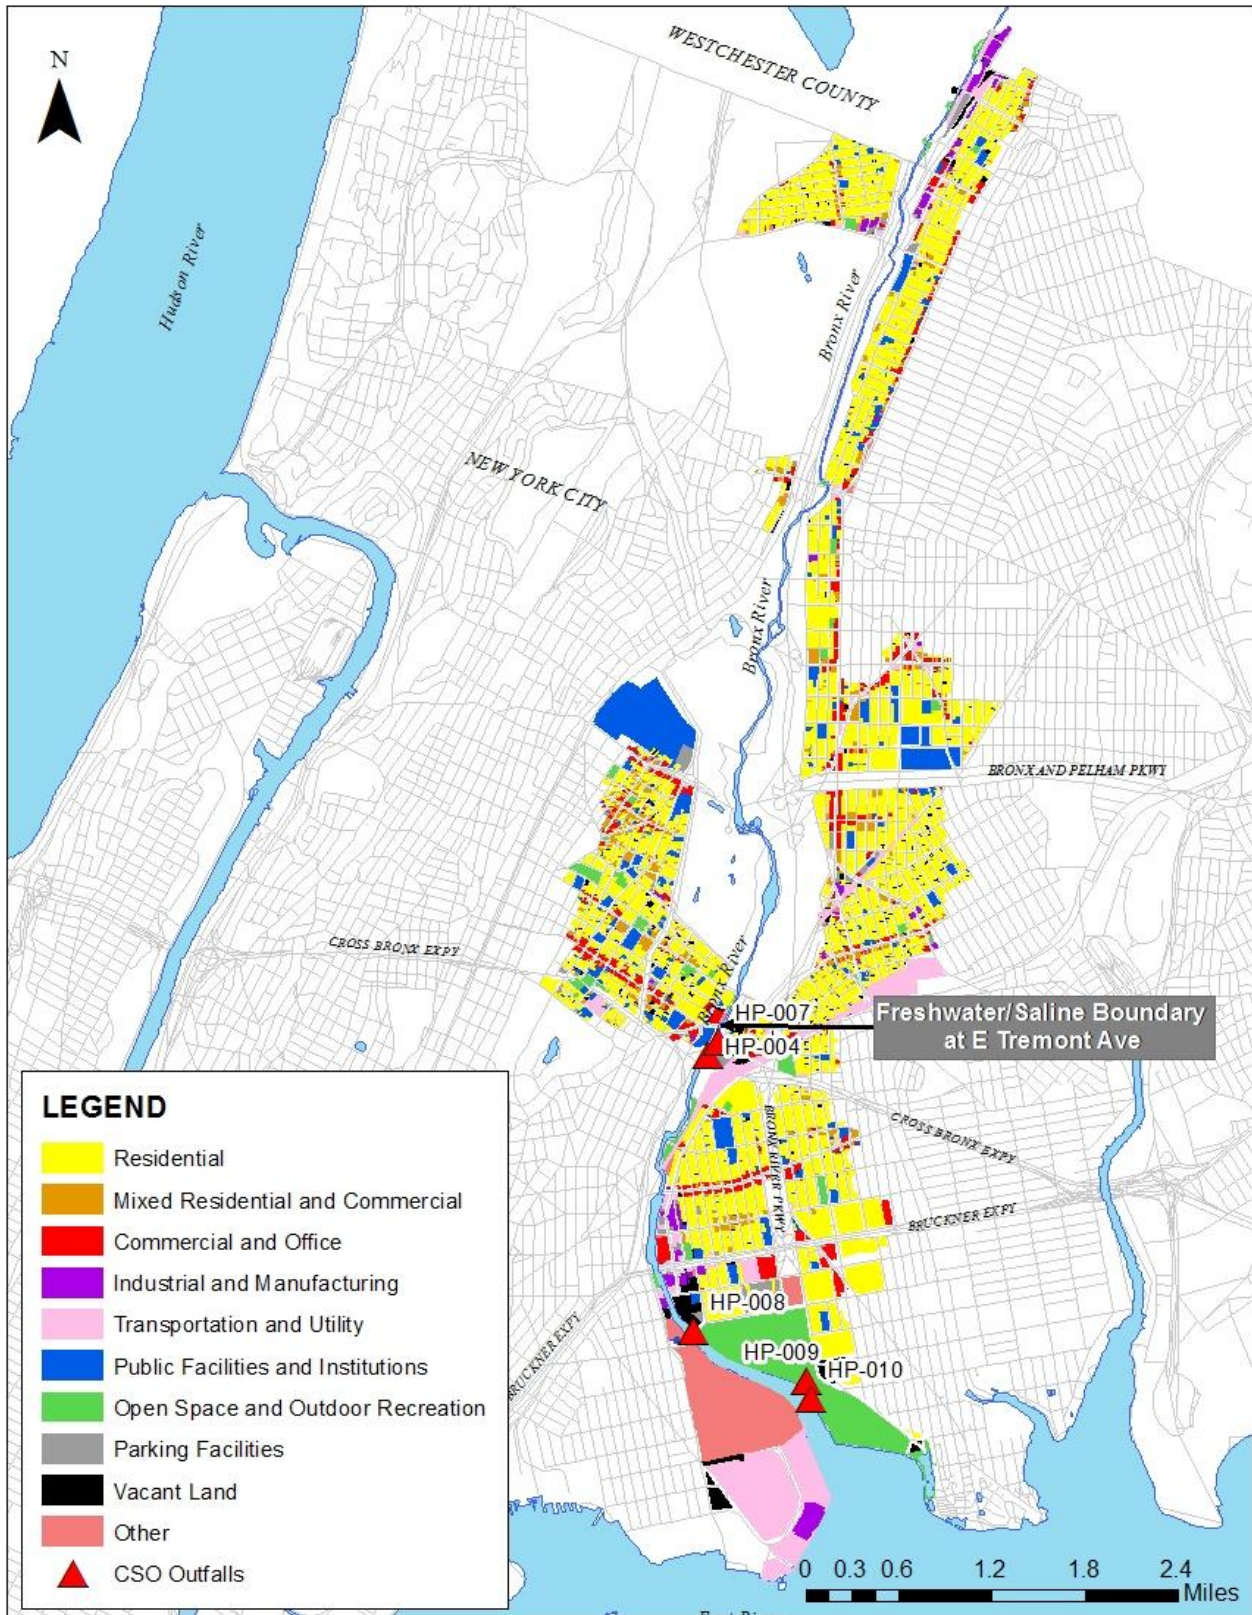 N
WESTCHESTER COUNTY
Hudson River
Bronx River
NEW YORK CITY
Bronx River
BRONX AND PELHAM PKWY
CROSS BRONX EXPY
Bronx River
HP-007
Freshwater/Saline Boundary
at E Tremont Ave
HP-004
CROSS BRONX EXPY
BRONX RIVER PKWY
BRUCKNER EXPY
HP-008
HP-009
HP-010
BRUCKNER EXPY
LEGEND
Residential
Mixed Residential and Commercial
Commercial and Office
Industrial and Manufacturing
Transportation and Utility
Public Facilities and Institutions
Open Space and Outdoor Recreation
Parking Facilities
Vacant Land
Other
CSO Outfalls
0 0.3 0.6 1.2 1.8 2.4
Miles